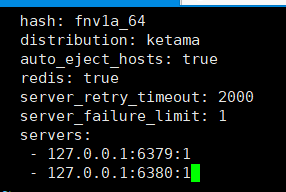 hash: fnv1a_64
distribution: ketama
auto_eject_hosts: true
redis: true
server_retry_timeout: 2000
server_failure_limit: 1
servers:
- 127.0.0.1:6379:1
- 127.0.0.1:6380:1